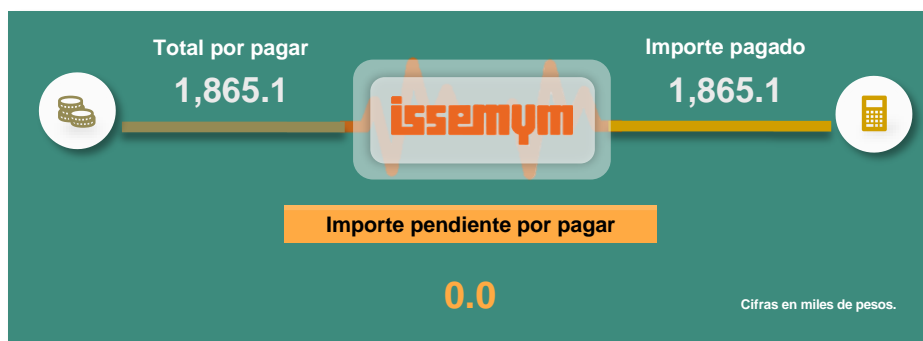 Total por pagar
1,865.1
Importe pagado
1,865.1
issemym
Importe pendiente por pagar
0.0
Cifras en miles de pesos.